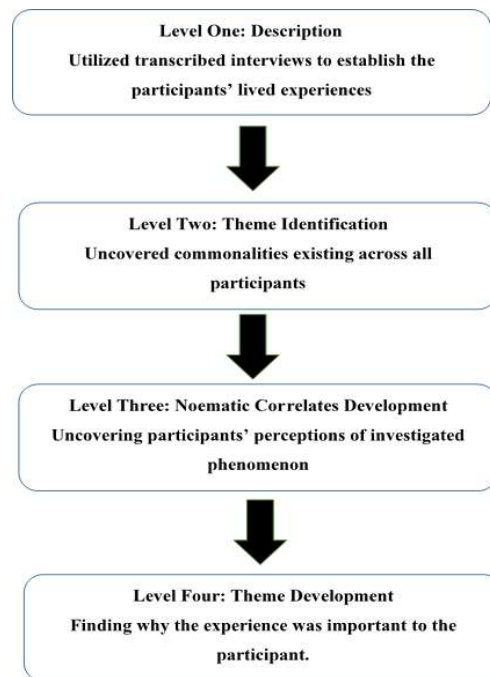 Level One: Description
Utilized transcribed interviews to establish the
participants’ lived experiences
Level Two: Theme Identification
Uncovered commonalities existing across all
participants
Level Three: Noematic Correlates Development
Uncovering participants’ perceptions of investigated
phenomenon
Level Four: Theme Development
Finding why the experience was important to the
participant.